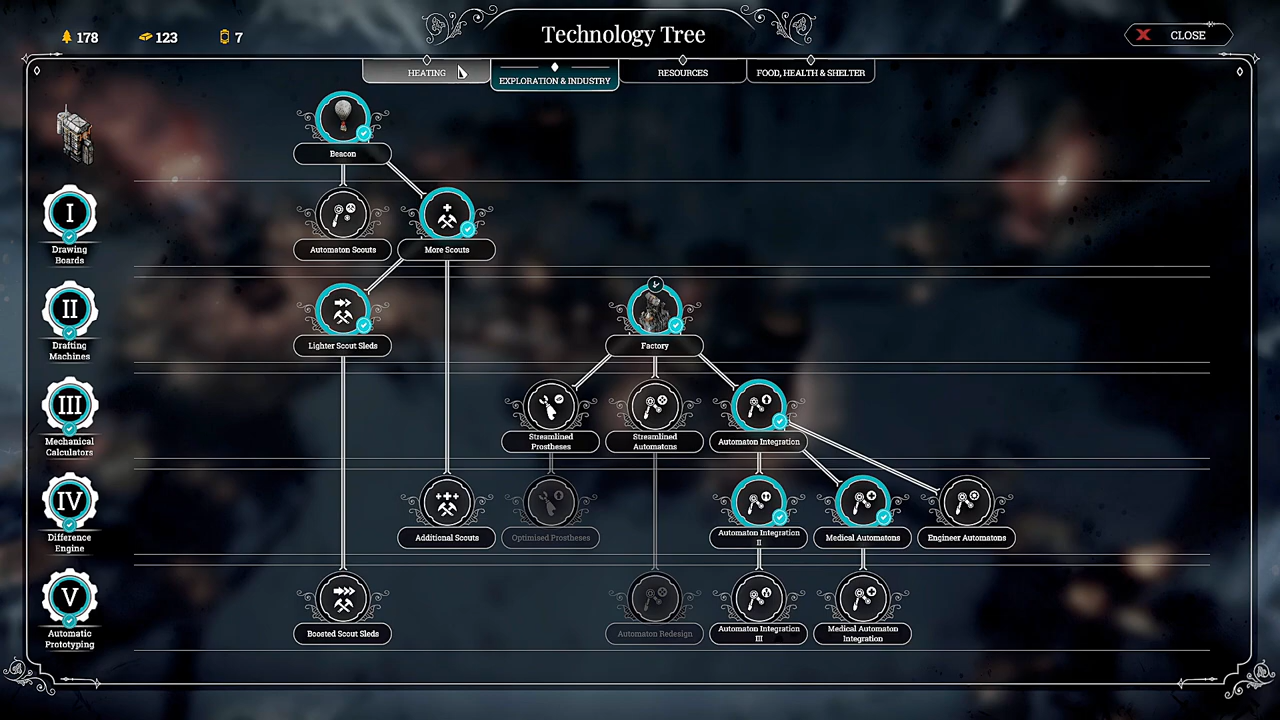 178
123
7
Technology Tree
CLOSE
HEATING
EXPLORATION & INDUSTRY
RESOURCES
FOOD, HEALTH & SHELTER
Beacon
I
Drawing
Boards
Automaton Scouts
More Scouts
II
Drafting
Machines
Lighter Scout Sleds
Factory
III
Mechanical
Calculators
Streamlined
Prostheses
Streamlined
Automatons
Automaton Integration
IV
Difference
Engine
Additional Scouts
Optimised Prostheses
Automaton Integration
II
Medical Automatons
Engineer Automatons
V
Automatic
Prototyping
Boosted Scout Sleds
Automaton Redesign
Automaton Integration
III
Medical Automaton
Integration